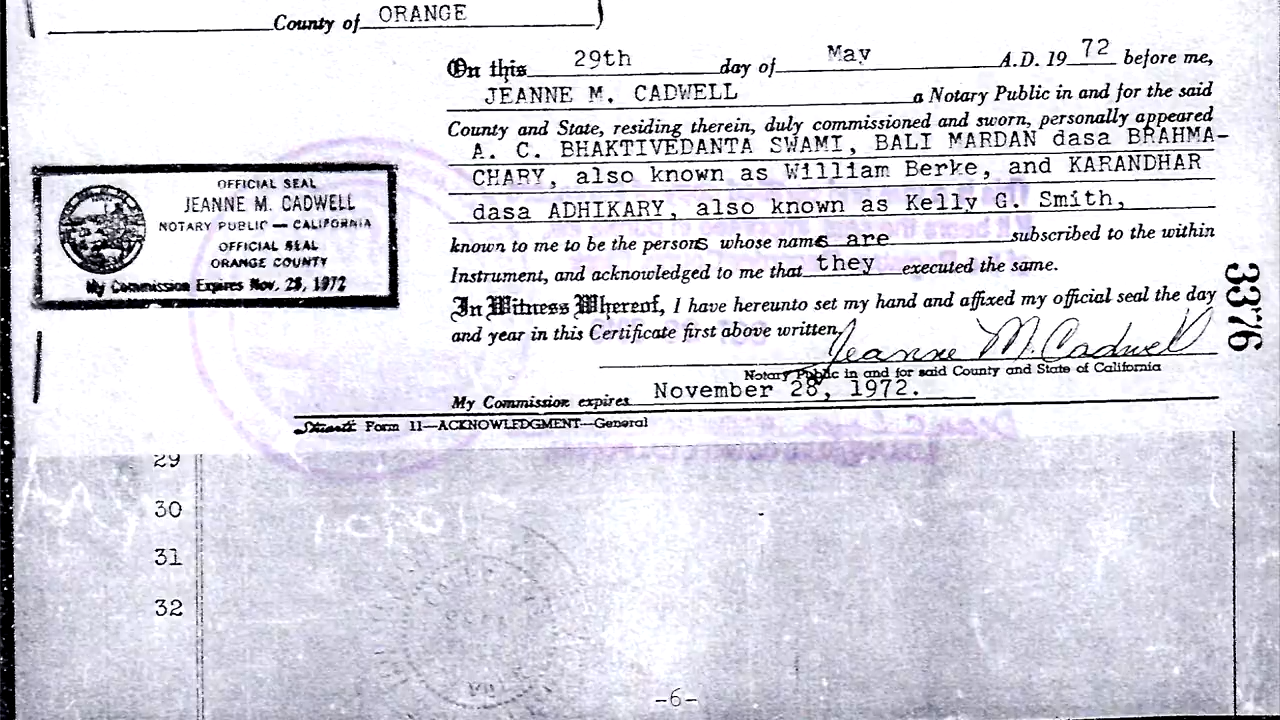 County of ORANGE )
On this 29th day of May A.D. 19 72 before me,
JEANNE M. CADWELL a Notary Public in and for the said
County and State, residing therein, duly commissioned and sworn, personally appeared
A. C. BHAKTIVEDANTA SWAMI, BALI MARDAN dasa BRAHMA-
CHARY, also known as William Berke, and KARANDHAR
dasa ADHIKARY, also known as Kelly G. Smith,
known to me to be the persons whose names are subscribed to the within
Instrument, and acknowledged to me that they executed the same.
In Witness Whereof, I have hereunto set my hand and affixed my official seal the day
and year in this Certificate first above written.
Jeanne M. Cadwell
Notary Public in and for said County and State of California
My Commission expires November 28, 1972.
Form 11—ACKNOWLEDGMENT—General
OFFICIAL SEAL
JEANNE M. CADWELL
NOTARY PUBLIC — CALIFORNIA
OFFICIAL SEAL
ORANGE COUNTY
My Commission Expires Nov. 28, 1972
3376
29
30
31
32
-6-